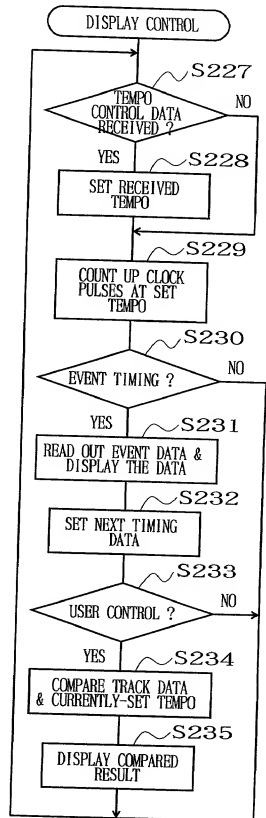 DISPLAY CONTROL
S227
TEMPO
CONTROL DATA
RECEIVED ?
NO
YES
S228
SET RECEIVED
TEMPO
S229
COUNT UP CLOCK
PULSES AT SET
TEMPO
S230
EVENT TIMING ?
NO
YES
S231
READ OUT EVENT DATA &
DISPLAY THE DATA
S232
SET NEXT TIMING
DATA
S233
USER CONTROL ?
NO
YES
S234
COMPARE TRACK DATA
& CURRENTLY-SET TEMPO
S235
DISPLAY COMPARED
RESULT